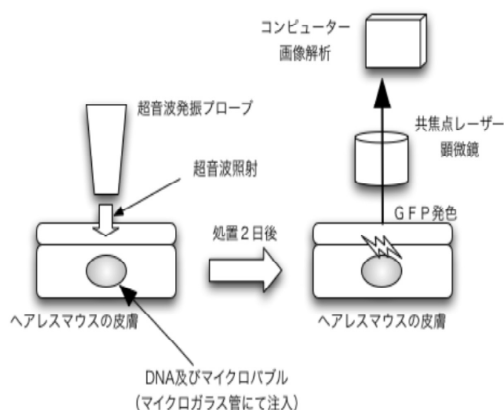 コンピューター
画像解析
超音波発振プローブ
共焦点レーザー
顕微鏡
超音波照射
GFP発色
処置2日後
ヘアレスマウスの皮膚
ヘアレスマウスの皮膚
DNA及びマイクロバブル
(マイクロガラス管にて注入)